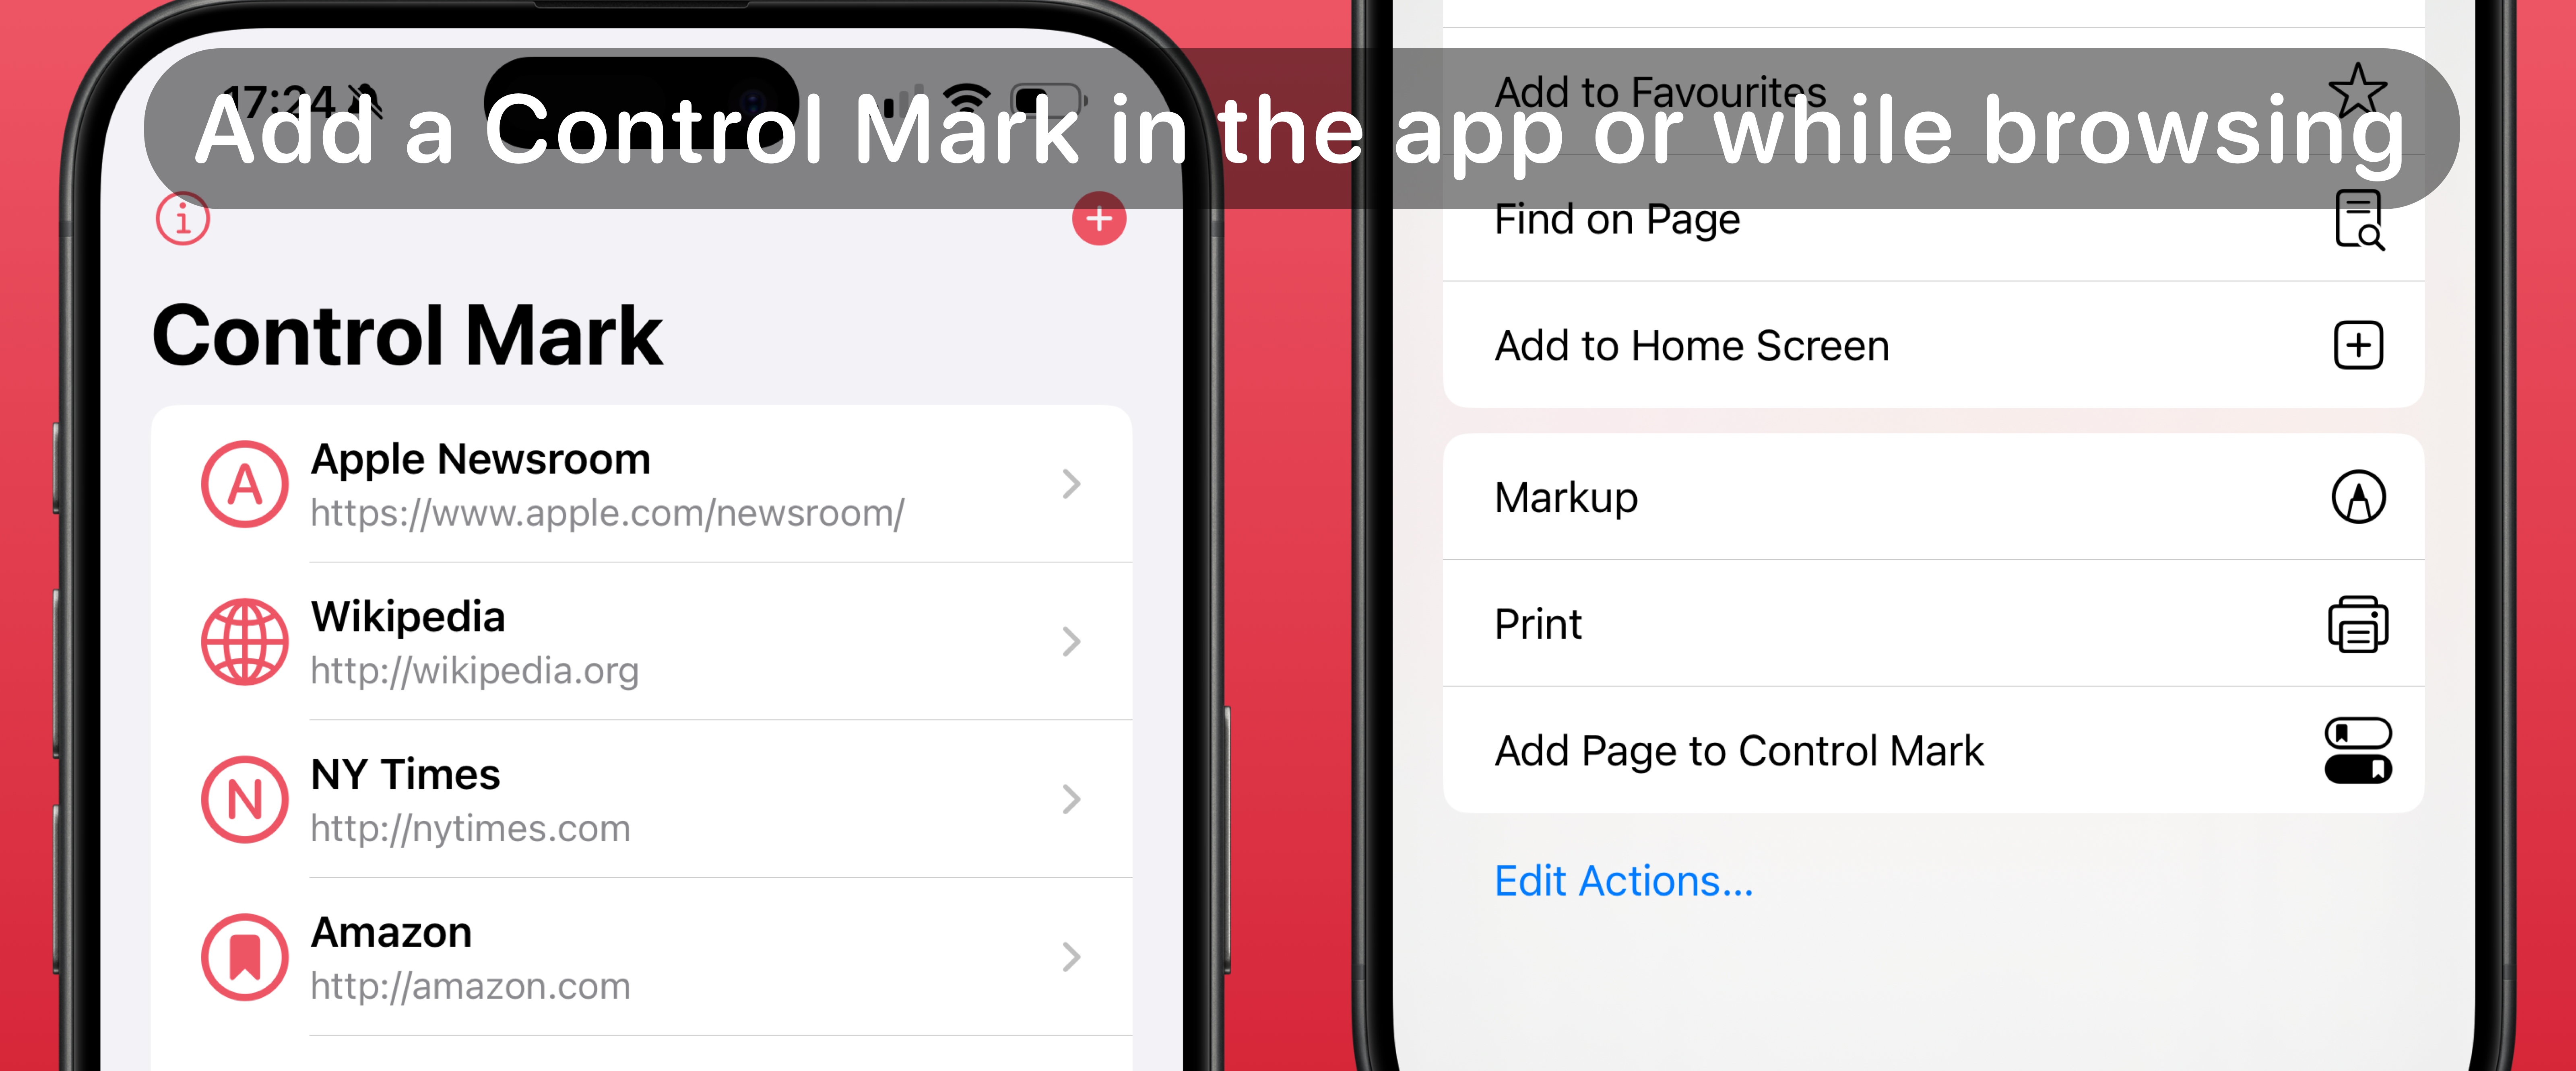 Add a Control Mark in the app or while browsing
17:24
Control Mark
A
Apple Newsroom
https://www.apple.com/newsroom/
Wikipedia
http://wikipedia.org
N
NY Times
http://nytimes.com
Amazon
http://amazon.com
Add to Favourites
Find on Page
Add to Home Screen
Markup
Print
Add Page to Control Mark
Edit Actions...